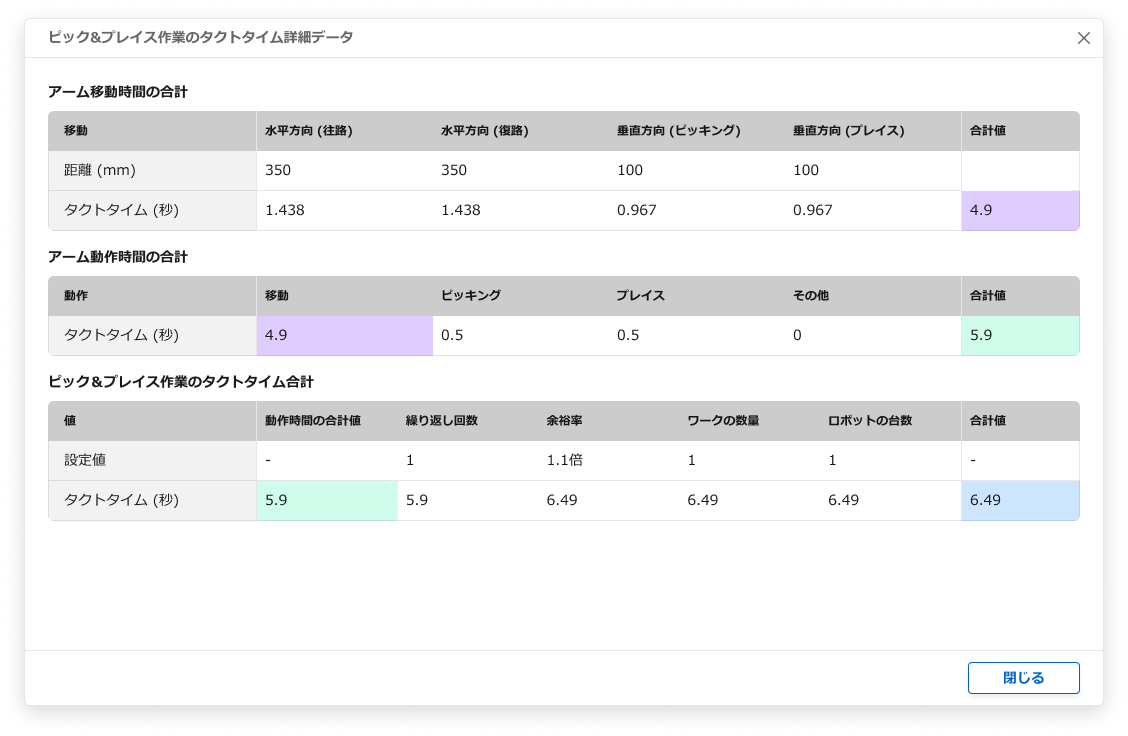 ピック&プレイス作業のタクトタイム詳細データ
アーム移動時間の合計
移動 水平方向 (往路) 水平方向 (復路) 垂直方向 (ピッキング) 垂直方向 (プレイス) 合計値
距離 (mm) 350 350 100 100
タクトタイム (秒) 1.438 1.438 0.967 0.967 4.9
アーム動作時間の合計
動作 移動 ピッキング プレイス その他 合計値
タクトタイム (秒) 4.9 0.5 0.5 0 5.9
ピック&プレイス作業のタクトタイム合計
値 動作時間の合計値 繰り返し回数 余裕率 ワークの数量 ロボットの台数 合計値
設定値 - 1 1.1倍 1 1 -
タクトタイム (秒) 5.9 5.9 6.49 6.49 6.49 6.49
閉じる